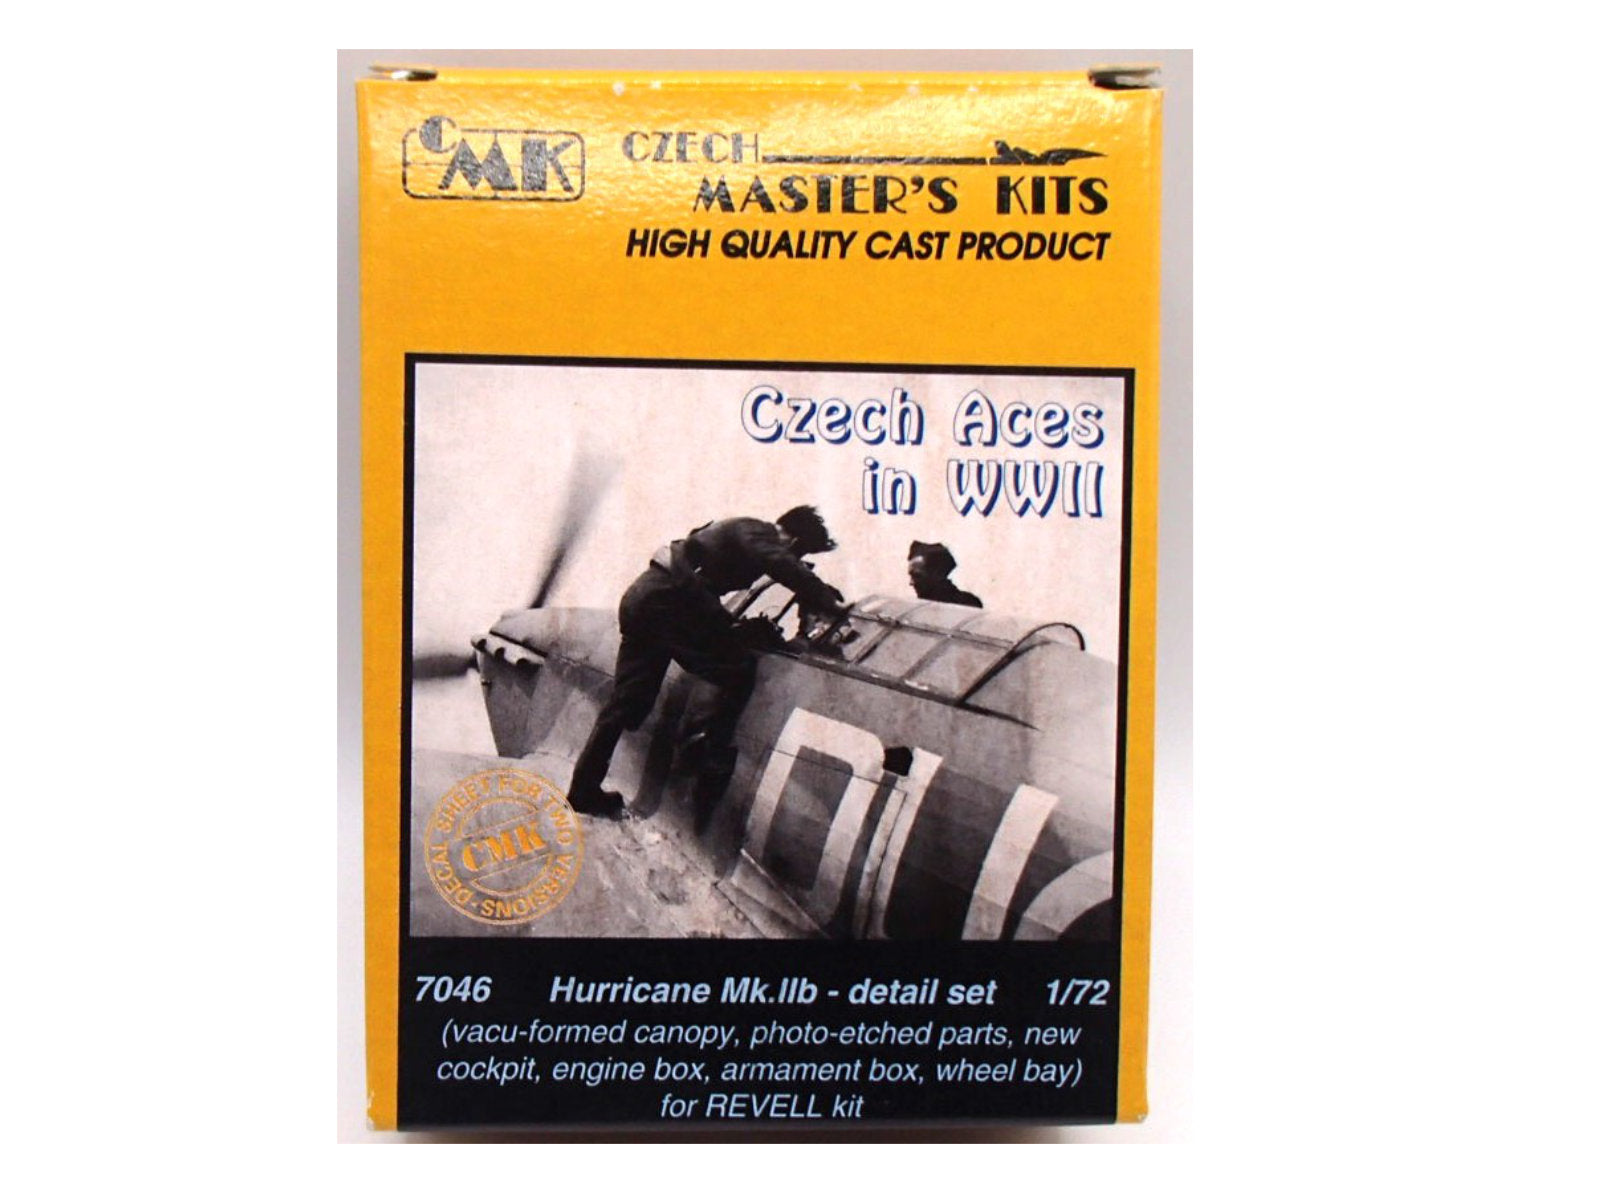 CMK
CZECH
MASTER'S KITS
HIGH QUALITY CAST PRODUCT
Czech Aces
in WWII
DECAL SHEET FOR TWO VERSIONS
CMK
7046 Hurricane Mk.IIb - detail set 1/72
(vacu-formed canopy, photo-etched parts, new
cockpit, engine box, armament box, wheel bay)
for REVELL kit